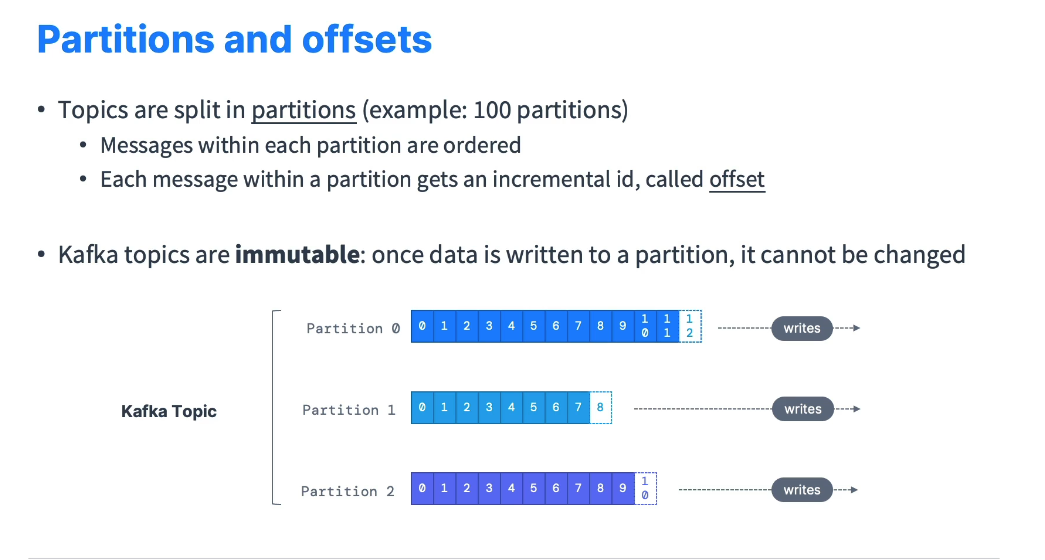 Partitions and offsets
• Topics are split in partitions (example: 100 partitions)
• Messages within each partition are ordered
• Each message within a partition gets an incremental id, called offset
• Kafka topics are immutable: once data is written to a partition, it cannot be changed
Partition 0 0 1 2 3 4 5 6 7 8 9 10 11 12 writes
Kafka Topic
Partition 1 0 1 2 3 4 5 6 7 8 writes
Partition 2 0 1 2 3 4 5 6 7 8 9 10 writes